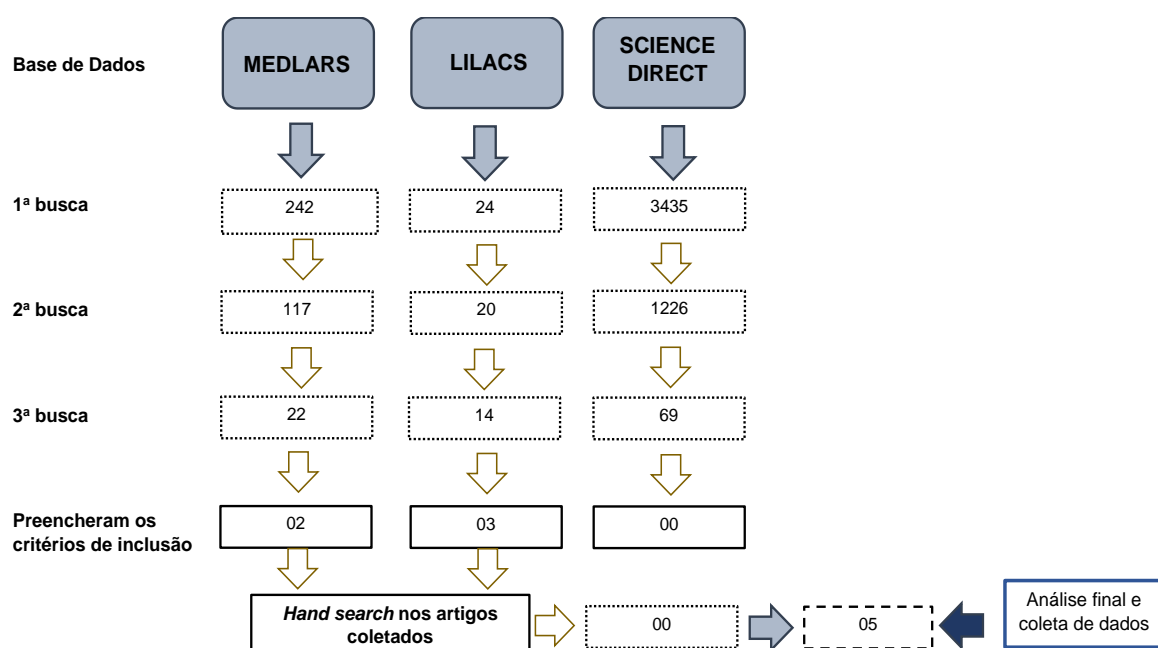 Base de Dados
MEDLARS
LILACS
SCIENCE
DIRECT
1ª busca
242
24
3435
2ª busca
117
20
1226
3ª busca
22
14
69
Preencheram os
critérios de inclusão
02
03
00
Hand search nos artigos
coletados
00
05
Análise final e
coleta de dados